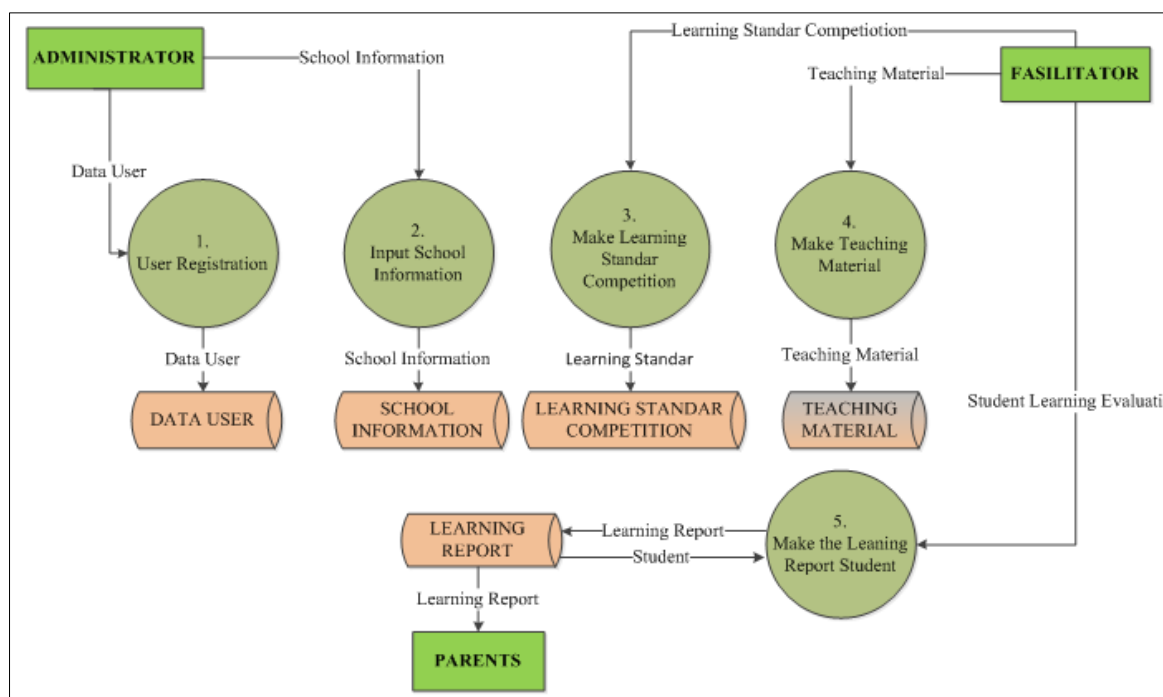 Learning Standar Competiotion
ADMINISTRATOR
School Information
Teaching Material
FASILITATOR
Data User
1.
User Registration
2.
Input School
Information
3.
Make Learning
Standar
Competition
4.
Make Teaching
Material
Data User
School Information
Learning Standar
Teaching Material
DATA USER
SCHOOL
INFORMATION
LEARNING STANDAR
COMPETITION
TEACHING
MATERIAL
Student Learning Evaluati
LEARNING
REPORT
Learning Report
Student
5.
Make the Leaning
Report Student
Learning Report
PARENTS